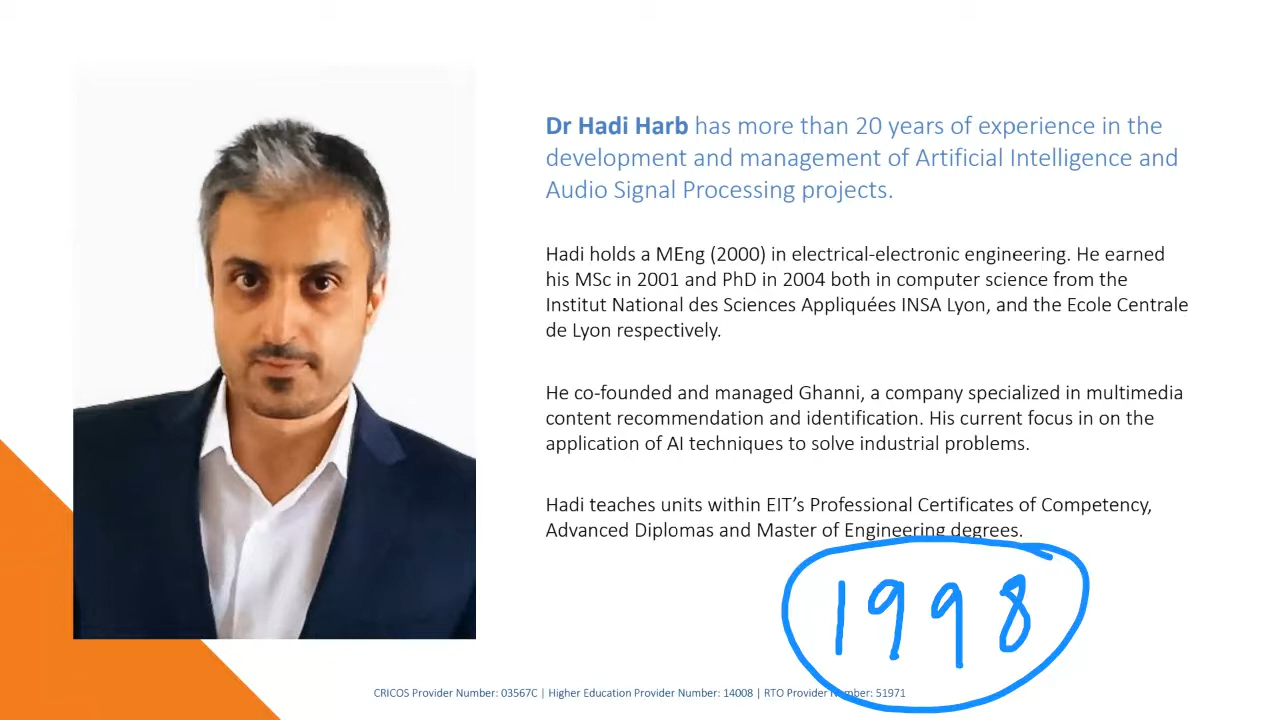 Dr Hadi Harb has more than 20 years of experience in the
development and management of Artificial Intelligence and
Audio Signal Processing projects.
Hadi holds a MEng (2000) in electrical-electronic engineering. He earned
his MSc in 2001 and PhD in 2004 both in computer science from the
Institut National des Sciences Appliquées INSA Lyon, and the Ecole Centrale
de Lyon respectively.
He co-founded and managed Ghanni, a company specialized in multimedia
content recommendation and identification. His current focus in on the
application of AI techniques to solve industrial problems.
Hadi teaches units within EIT’s Professional Certificates of Competency,
Advanced Diplomas and Master of Engineering degrees.
1998
CRICOS Provider Number: 03567C | Higher Education Provider Number: 14008 | RTO Provider Number: 51971